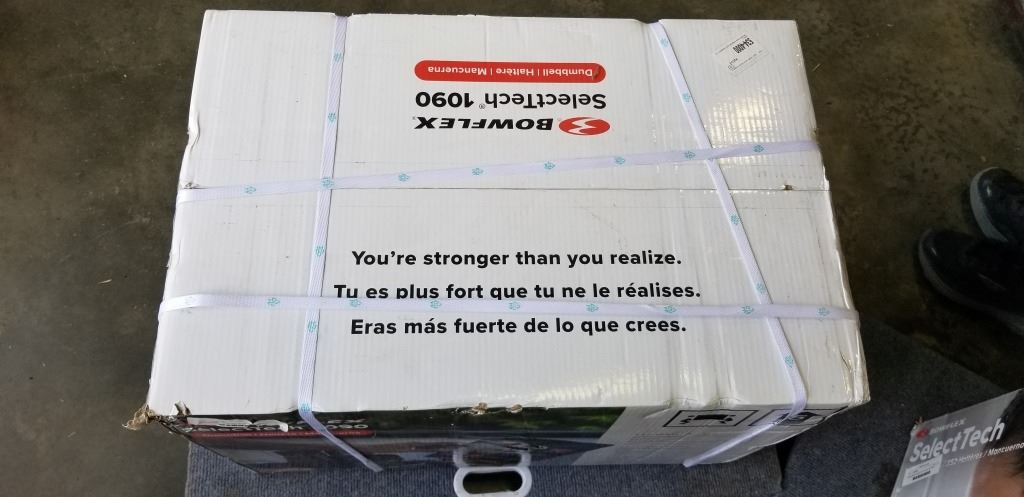 BOWFLEX
SelectTech® 1090
Dumbbell | Haltère | Mancuerna
You're stronger than you realize.
Tu es plus fort que tu ne le réalises.
Eras más fuerte de lo que crees.
BOWFLEX
SelectTech